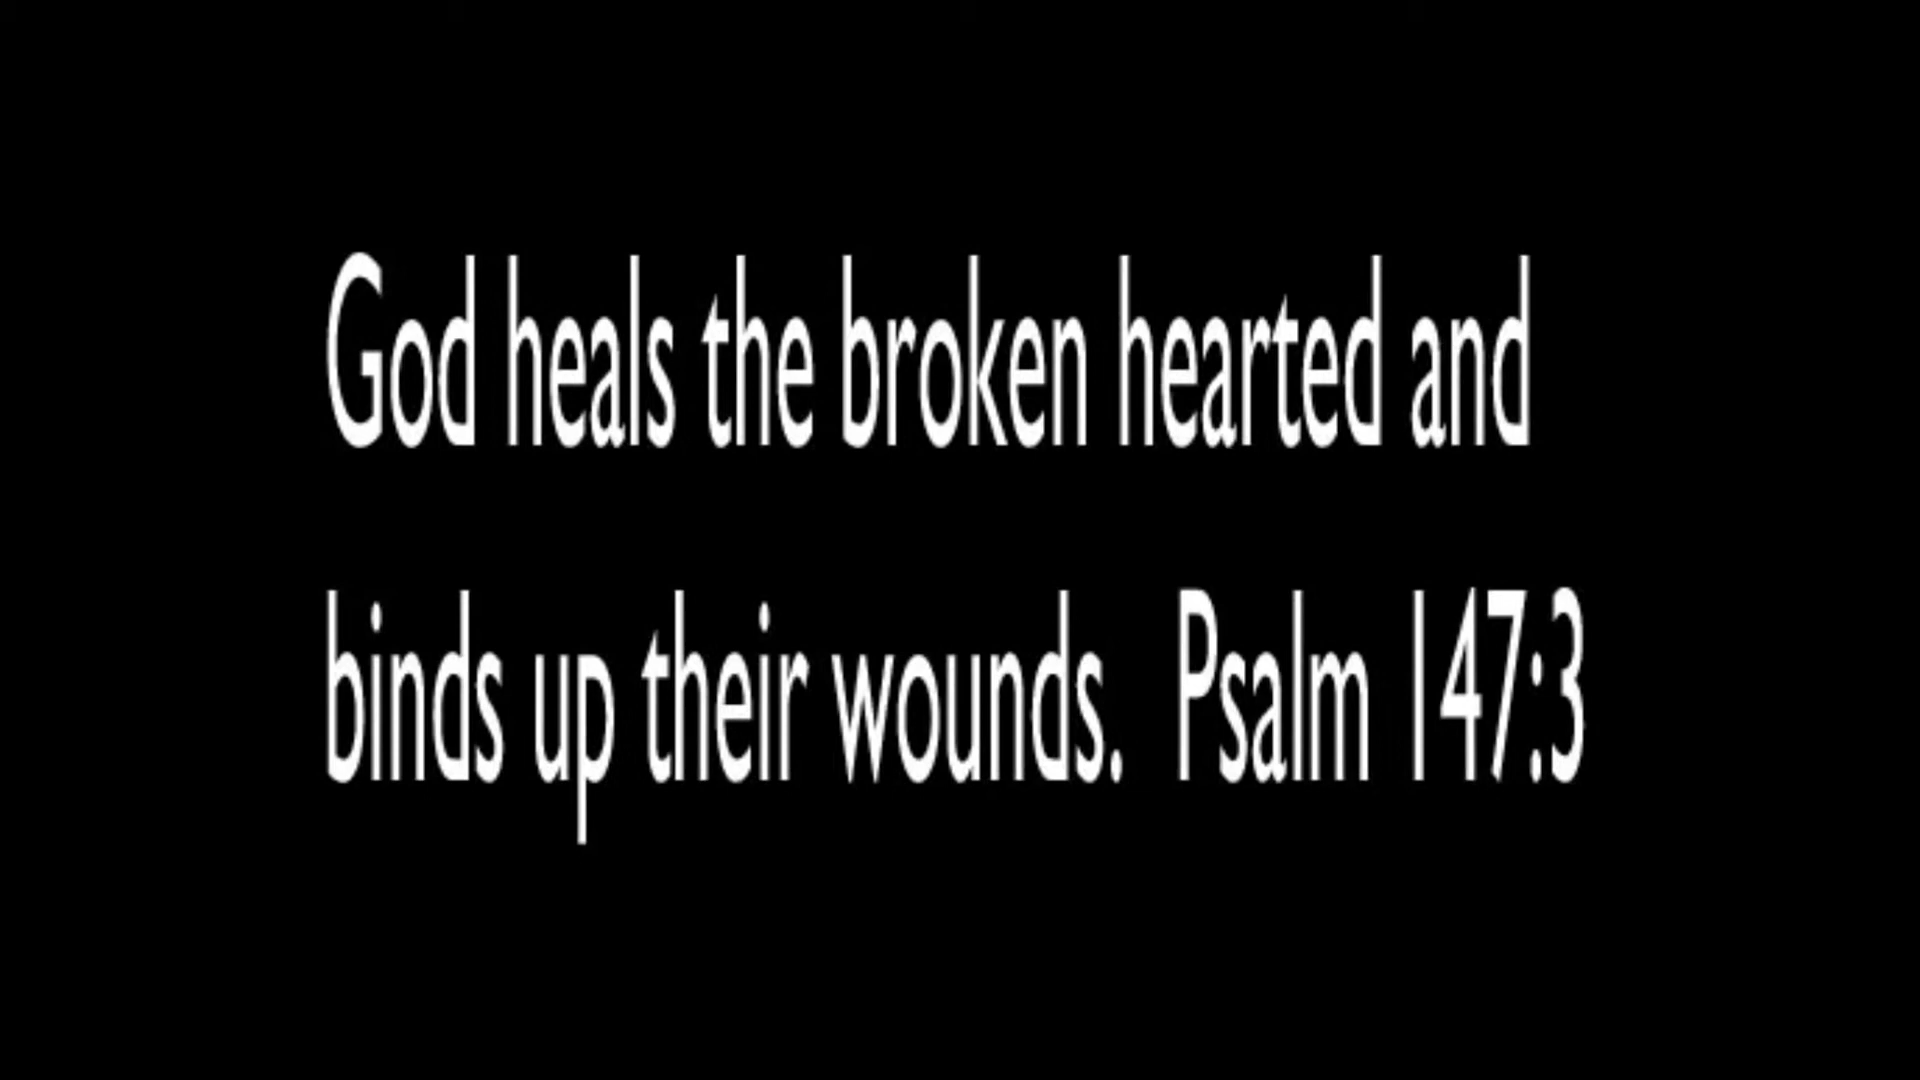 God heals the broken hearted and
binds up their wounds.  Psalm 147:3